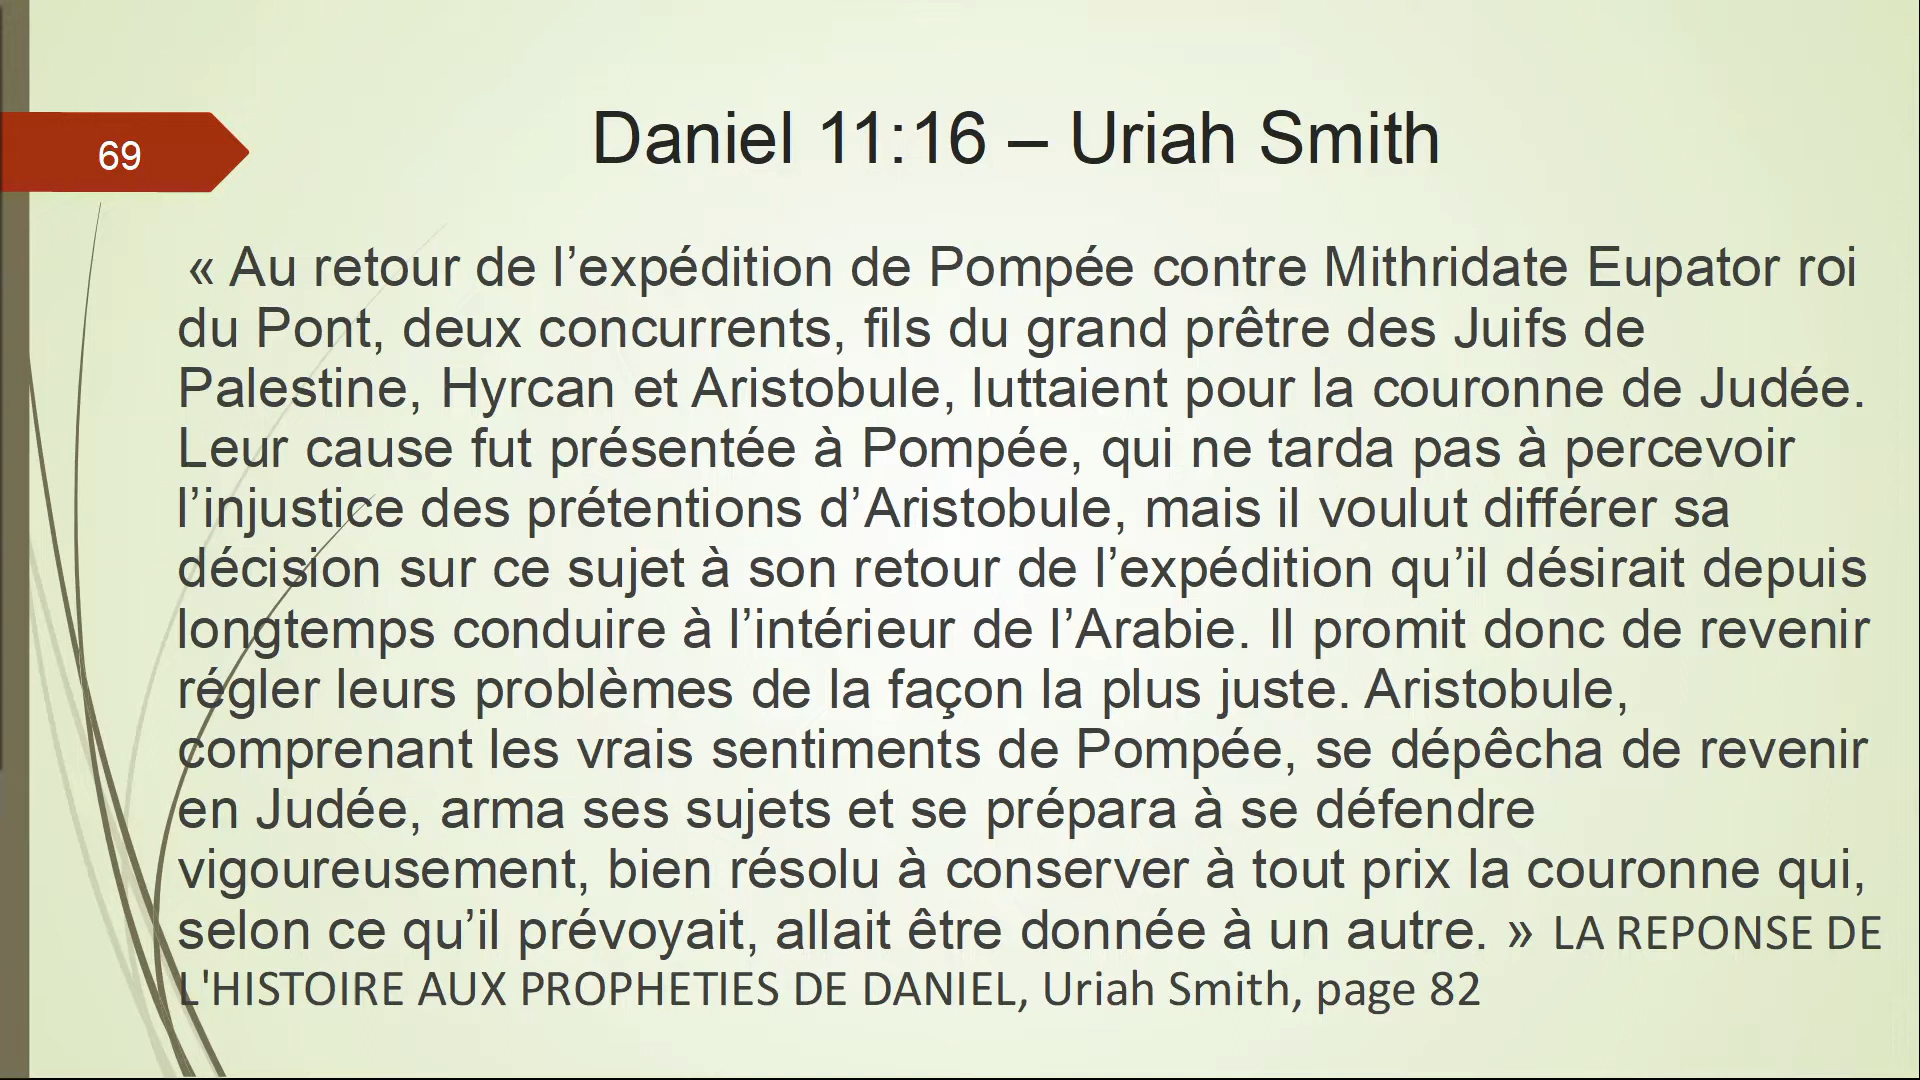 69
Daniel 11:16 – Uriah Smith
« Au retour de l’expédition de Pompée contre Mithridate Eupator roi
du Pont, deux concurrents, fils du grand prêtre des Juifs de
Palestine, Hyrcan et Aristobule, luttaient pour la couronne de Judée.
Leur cause fut présentée à Pompée, qui ne tarda pas à percevoir
l’injustice des prétentions d’Aristobule, mais il voulut différer sa
décision sur ce sujet à son retour de l’expédition qu’il désirait depuis
longtemps conduire à l’intérieur de l’Arabie. Il promit donc de revenir
régler leurs problèmes de la façon la plus juste. Aristobule,
comprenant les vrais sentiments de Pompée, se dépêcha de revenir
en Judée, arma ses sujets et se prépara à se défendre
vigoureusement, bien résolu à conserver à tout prix la couronne qui,
selon ce qu’il prévoyait, allait être donnée à un autre. » LA REPONSE DE
L'HISTOIRE AUX PROPHETIES DE DANIEL, Uriah Smith, page 82